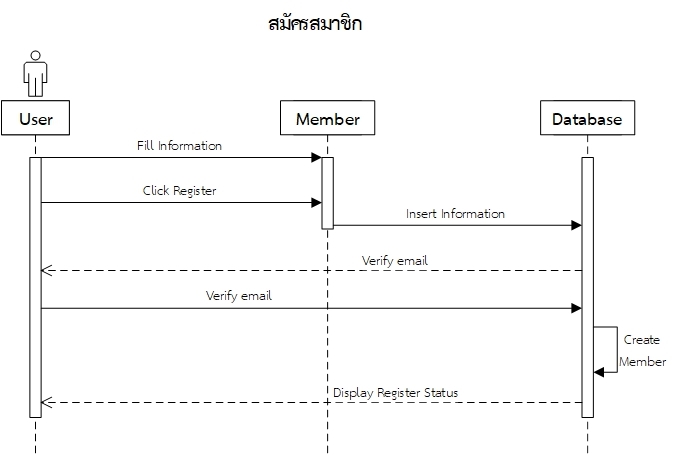 สมัครสมาชิก
User
Member
Database
Fill Information
Click Register
Insert Information
Verify email
Verify email
Create
Member
Display Register Status